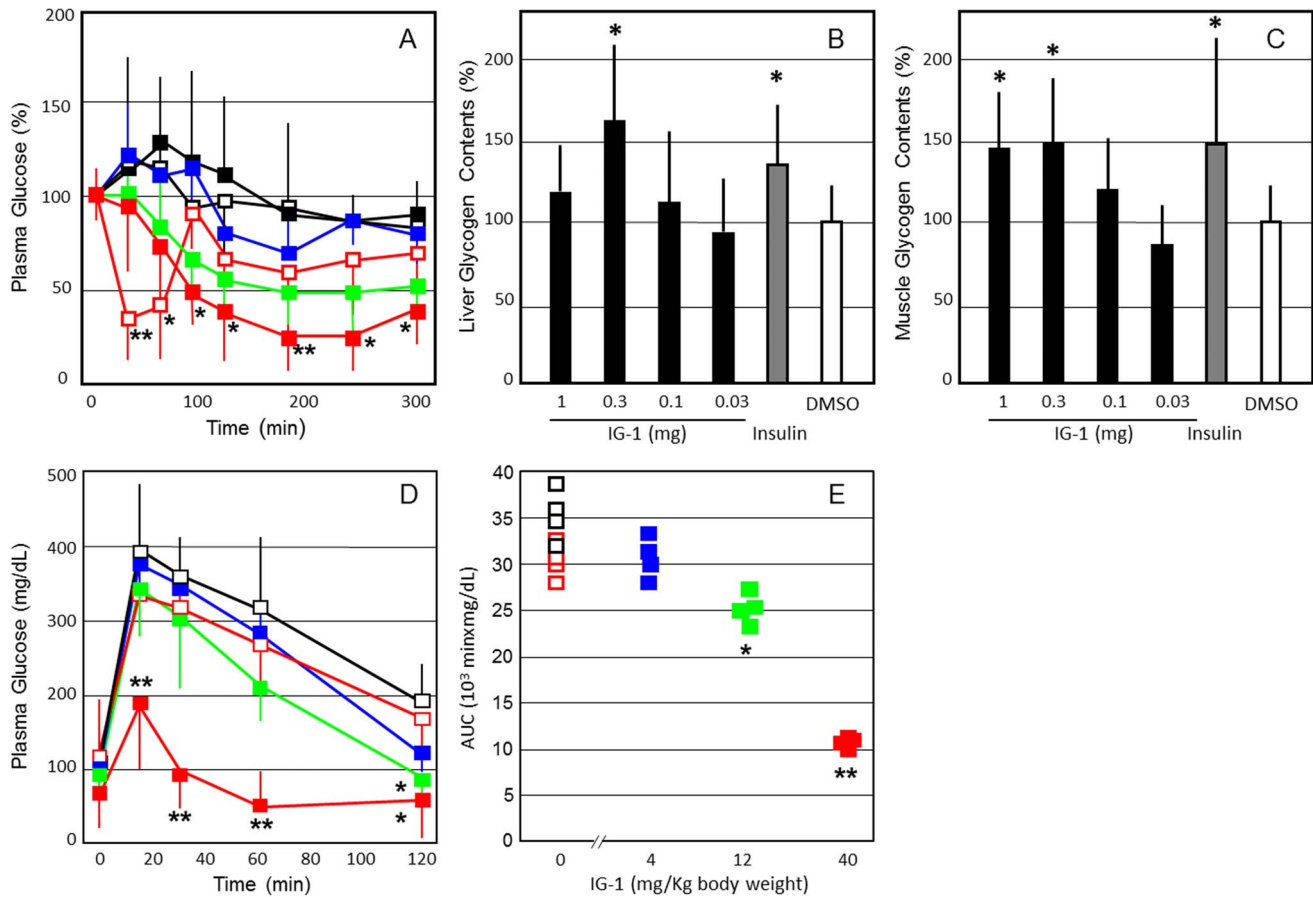 A
Plasma Glucose (%)
200
150
100
50
0
0 100 200 300
Time (min)
** * * * ** * *
B
Liver Glycogen Contents (%)
200
150
100
50
0
* *
1 0.3 0.1 0.03 DMSO
IG-1 (mg) Insulin
C
Muscle Glycogen Contents (%)
200
150
100
50
0
* * *
1 0.3 0.1 0.03 DMSO
IG-1 (mg) Insulin
D
Plasma Glucose (mg/dL)
500
400
300
200
100
0
** ** ** * *
0 20 40 60 80 100 120
Time (min)
E
AUC (10³ minxmg/dL)
40
35
30
25
20
15
10
5
0
* **
0 4 12 40
IG-1 (mg/Kg body weight)